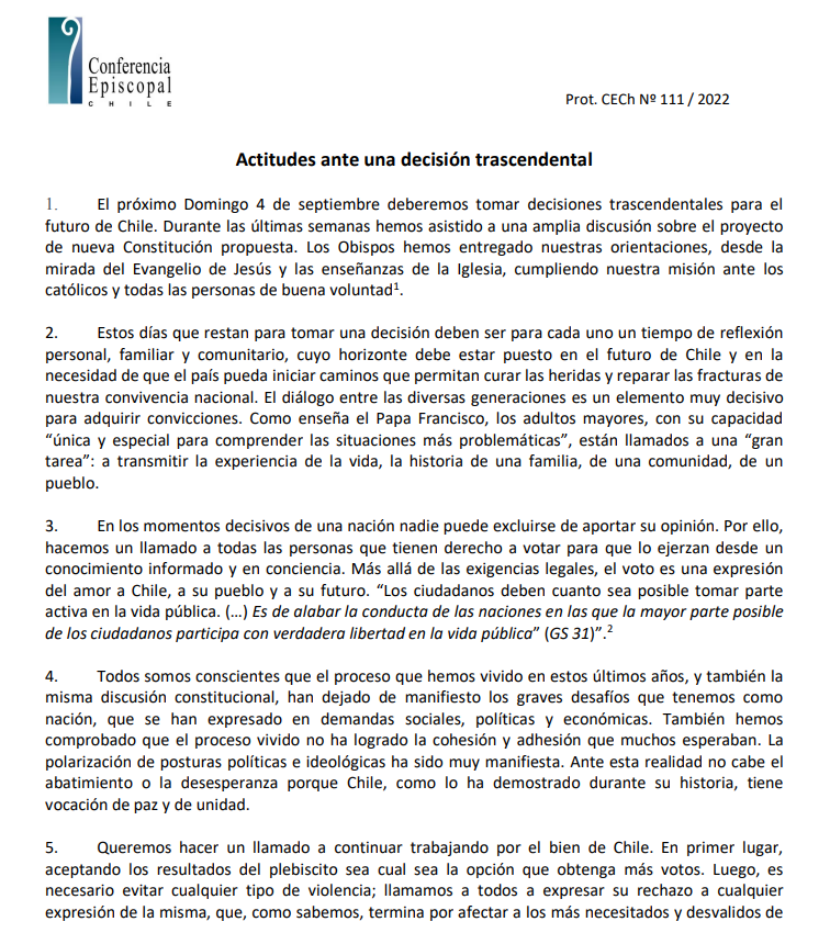 Conferencia
Episcopal
CHILE
Prot. CECh Nº 111 / 2022
Actitudes ante una decisión trascendental
1. El próximo Domingo 4 de septiembre deberemos tomar decisiones trascendentales para el
futuro de Chile. Durante las últimas semanas hemos asistido a una amplia discusión sobre el proyecto
de nueva Constitución propuesta. Los Obispos hemos entregado nuestras orientaciones, desde la
mirada del Evangelio de Jesús y las enseñanzas de la Iglesia, cumpliendo nuestra misión ante los
católicos y todas las personas de buena voluntad¹.
2. Estos días que restan para tomar una decisión deben ser para cada uno un tiempo de reflexión
personal, familiar y comunitario, cuyo horizonte debe estar puesto en el futuro de Chile y en la
necesidad de que el país pueda iniciar caminos que permitan curar las heridas y reparar las fracturas de
nuestra convivencia nacional. El diálogo entre las diversas generaciones es un elemento muy decisivo
para adquirir convicciones. Como enseña el Papa Francisco, los adultos mayores, con su capacidad
“única y especial para comprender las situaciones más problemáticas”, están llamados a una “gran
tarea”: a transmitir la experiencia de la vida, la historia de una familia, de una comunidad, de un
pueblo.
3. En los momentos decisivos de una nación nadie puede excluirse de aportar su opinión. Por ello,
hacemos un llamado a todas las personas que tienen derecho a votar para que lo ejerzan desde un
conocimiento informado y en conciencia. Más allá de las exigencias legales, el voto es una expresión
del amor a Chile, a su pueblo y a su futuro. “Los ciudadanos deben cuanto sea posible tomar parte
activa en la vida pública. (…) Es de alabar la conducta de las naciones en las que la mayor parte posible
de los ciudadanos participa con verdadera libertad en la vida pública” (GS 31)”.²
4. Todos somos conscientes que el proceso que hemos vivido en estos últimos años, y también la
misma discusión constitucional, han dejado de manifiesto los graves desafíos que tenemos como
nación, que se han expresado en demandas sociales, políticas y económicas. También hemos
comprobado que el proceso vivido no ha logrado la cohesión y adhesión que muchos esperaban. La
polarización de posturas políticas e ideológicas ha sido muy manifiesta. Ante esta realidad no cabe el
abatimiento o la desesperanza porque Chile, como lo ha demostrado durante su historia, tiene
vocación de paz y de unidad.
5. Queremos hacer un llamado a continuar trabajando por el bien de Chile. En primer lugar,
aceptando los resultados del plebiscito sea cual sea la opción que obtenga más votos. Luego, es
necesario evitar cualquier tipo de violencia; llamamos a todos a expresar su rechazo a cualquier
expresión de la misma, que, como sabemos, termina por afectar a los más necesitados y desvalidos de